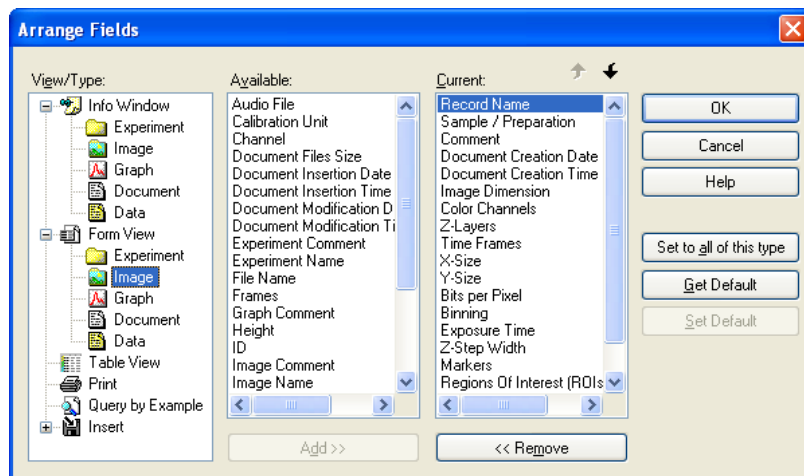 Arrange Fields
View/Type:
Info Window
Experiment
Image
Graph
Document
Data
Form View
Experiment
Image
Graph
Document
Data
Table View
Print
Query by Example
Insert
Available:
Audio File
Calibration Unit
Channel
Document Files Size
Document Insertion Date
Document Insertion Time
Document Modification D
Document Modification Ti
Experiment Comment
Experiment Name
File Name
Frames
Graph Comment
Height
ID
Image Comment
Image Name
Add >>
Current:
Record Name
Sample / Preparation
Comment
Document Creation Date
Document Creation Time
Image Dimension
Color Channels
Z-Layers
Time Frames
X-Size
Y-Size
Bits per Pixel
Binning
Exposure Time
Z-Step Width
Markers
Regions Of Interest (ROIs
<< Remove
OK
Cancel
Help
Set to all of this type
Get Default
Set Default